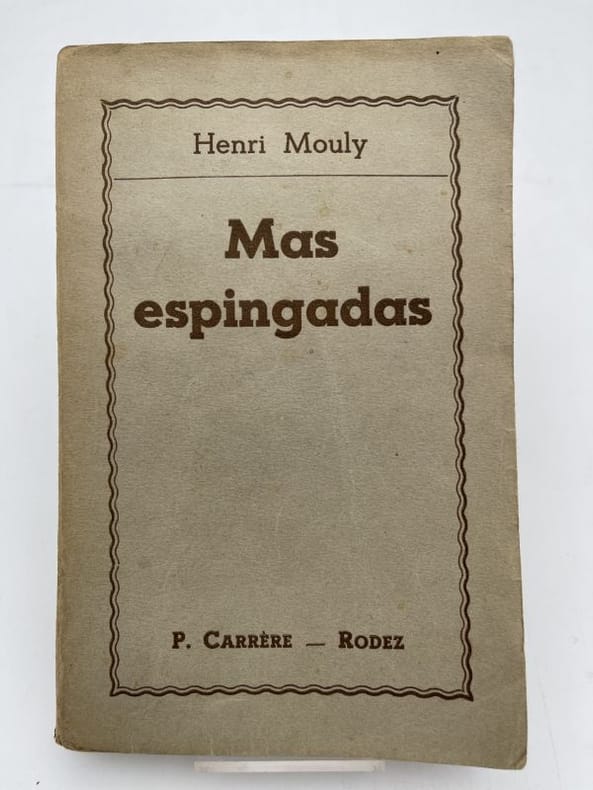 Henri Mouly
Mas
espingadas
P. CARRÈRE — RODEZ